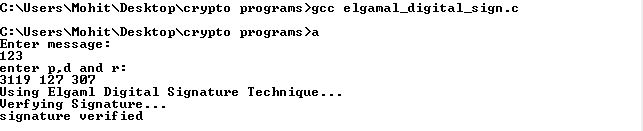 C:\Users\Mohit\Desktop\crypto programs>gcc elgamal_digital_sign.c
C:\Users\Mohit\Desktop\crypto programs>a
Enter message:
123
enter p,d and r:
3119 127 307
Using Elgaml Digital Signature Technique...
Verfying Signature...
signature verified